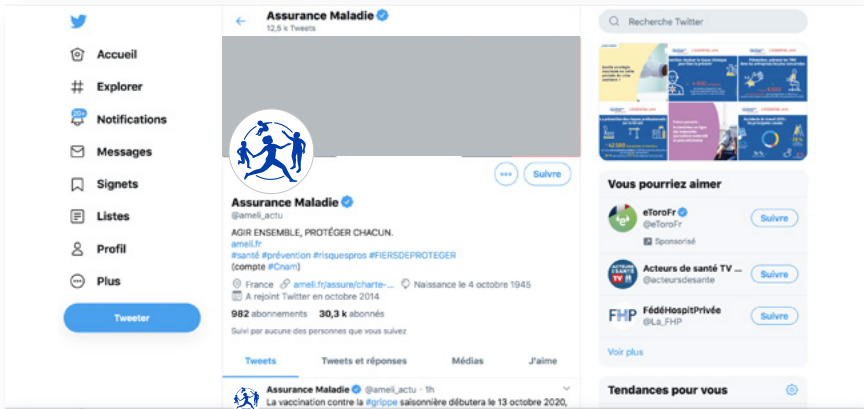 Accueil
Explorer
20+
Notifications
Messages
Signets
Listes
Profil
Plus
Tweeter
Assurance Maladie
12,5 k Tweets
Suivre
Assurance Maladie
@ameli_actu
AGIR ENSEMBLE, PROTÉGER CHACUN.
ameli.fr
#santé #prévention #risquespros #FIERSDEPROTEGER
(compte #Cnam)
France ameli.fr/assure/charte-... Naissance le 4 octobre 1945
A rejoint Twitter en octobre 2014
982 abonnements 30,3 k abonnés
Suivi par aucune des personnes que vous suivez
Tweets Tweets et réponses Médias J'aime
Assurance Maladie @ameli_actu · 1h
La vaccination contre la #grippe saisonnière débutera le 13 octobre 2020,
Recherche Twitter
Vous pourriez aimer
eToroFr
@eToroFr
Sponsorisé
Suivre
Acteurs de santé TV ...
@acteursdesante
Suivre
FHP
FédéHospitPrivée
@La_FHP
Suivre
Voir plus
Tendances pour vous